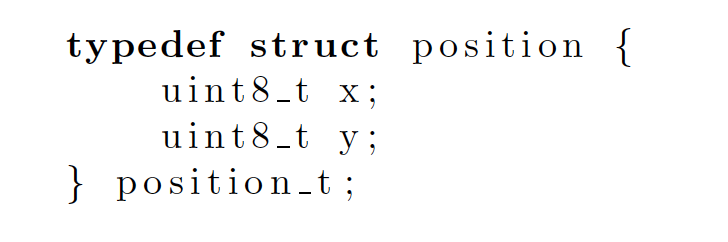 typedef struct position {
    uint8_t x;
    uint8_t y;
} position_t;